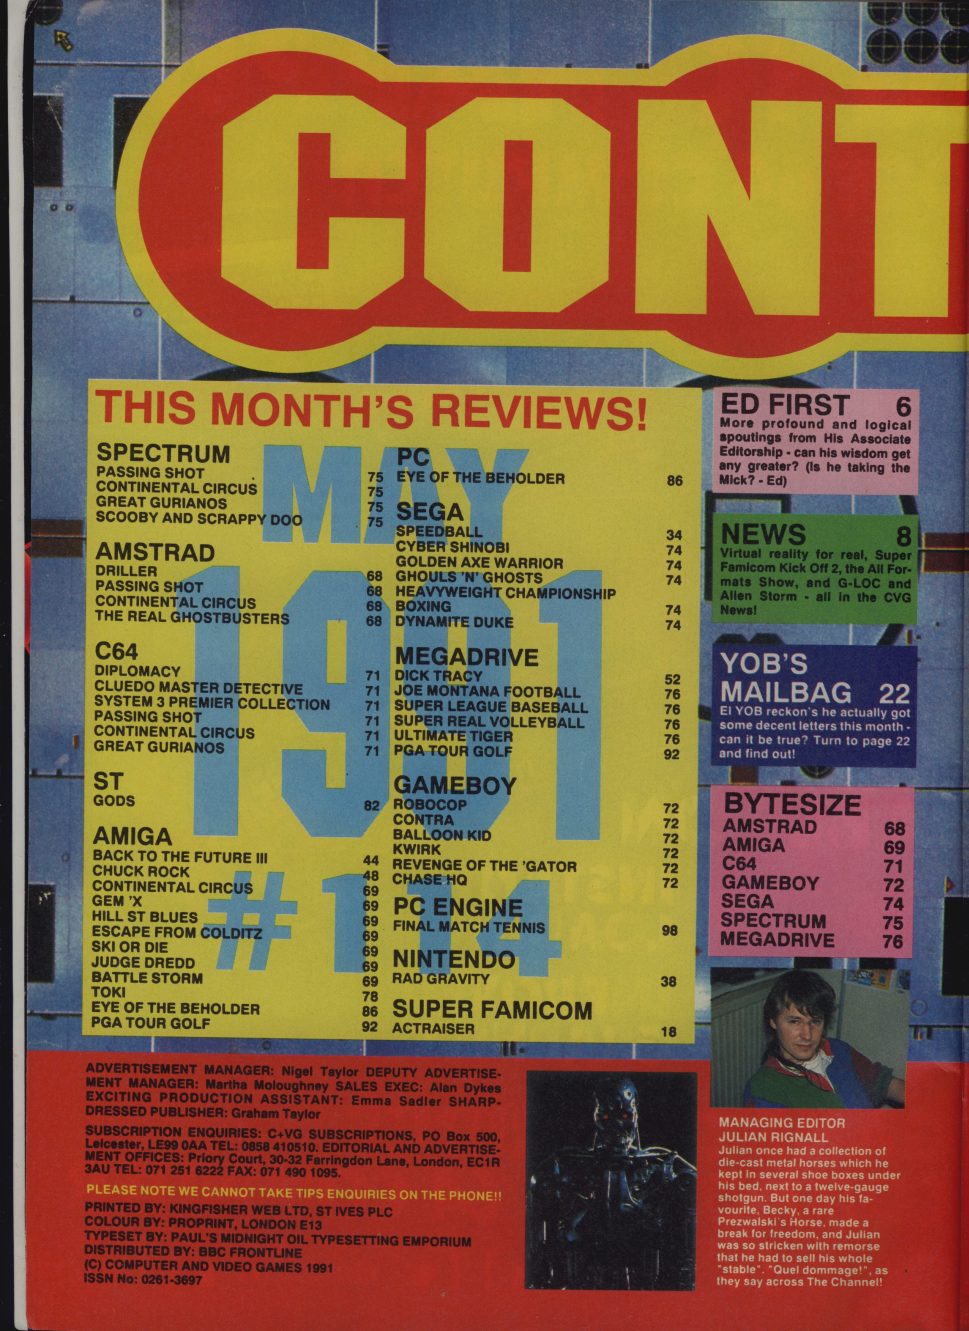 CONT
THIS MONTH'S REVIEWS!
MAY
1991
#114
SPECTRUM
PASSING SHOT 75
CONTINENTAL CIRCUS 75
GREAT GURIANOS 75
SCOOBY AND SCRAPPY DOO 75
AMSTRAD
DRILLER 68
PASSING SHOT 68
CONTINENTAL CIRCUS 68
THE REAL GHOSTBUSTERS 68
C64
DIPLOMACY 71
CLUEDO MASTER DETECTIVE 71
SYSTEM 3 PREMIER COLLECTION 71
PASSING SHOT 71
CONTINENTAL CIRCUS 71
GREAT GURIANOS 71
ST
GODS 82
AMIGA
BACK TO THE FUTURE III 44
CHUCK ROCK 48
CONTINENTAL CIRCUS 69
GEM 'X 69
HILL ST BLUES 69
ESCAPE FROM COLDITZ 69
SKI OR DIE 69
JUDGE DREDD 69
BATTLE STORM 69
TOKI 78
EYE OF THE BEHOLDER 86
PGA TOUR GOLF 92
PC
EYE OF THE BEHOLDER 86
SEGA
SPEEDBALL 34
CYBER SHINOBI 74
GOLDEN AXE WARRIOR 74
GHOULS 'N' GHOSTS 74
HEAVYWEIGHT CHAMPIONSHIP
BOXING 74
DYNAMITE DUKE 74
MEGADRIVE
DICK TRACY 52
JOE MONTANA FOOTBALL 76
SUPER LEAGUE BASEBALL 76
SUPER REAL VOLLEYBALL 76
ULTIMATE TIGER 76
PGA TOUR GOLF 92
GAMEBOY
ROBOCOP 72
CONTRA 72
BALLOON KID 72
KWIRK 72
REVENGE OF THE 'GATOR 72
CHASE HQ 72
PC ENGINE
FINAL MATCH TENNIS 98
NINTENDO
RAD GRAVITY 38
SUPER FAMICOM
ACTRAISER 18
ED FIRST 6
More profound and logical
spoutings from His Associate
Editorship - can his wisdom get
any greater? (Is he taking the
Mick? - Ed)
NEWS 8
Virtual reality for real, Super
Famicom Kick Off 2, the All For-
mats Show, and G-LOC and
Alien Storm - all in the CVG
News!
YOB'S
MAILBAG 22
El YOB reckon's he actually got
some decent letters this month -
can it be true? Turn to page 22
and find out!
BYTESIZE
AMSTRAD 68
AMIGA 69
C64 71
GAMEBOY 72
SEGA 74
SPECTRUM 75
MEGADRIVE 76
MANAGING EDITOR
JULIAN RIGNALL
Julian once had a collection of
die-cast metal horses which he
kept in several shoe boxes under
his bed, next to a twelve-gauge
shotgun. But one day his fa-
vourite, Becky, a rare
Prezwalski's Horse, made a
break for freedom, and Julian
was so stricken with remorse
that he had to sell his whole
"stable". "Quel dommage!", as
they say across The Channel!
ADVERTISEMENT MANAGER: Nigel Taylor DEPUTY ADVERTISE-
MENT MANAGER: Martha Moloughney SALES EXEC: Alan Dykes
EXCITING PRODUCTION ASSISTANT: Emma Sadler SHARP-
DRESSED PUBLISHER: Graham Taylor
SUBSCRIPTION ENQUIRIES: C+VG SUBSCRIPTIONS, PO Box 500,
Leicester, LE99 0AA TEL: 0858 410510. EDITORIAL AND ADVERTISE-
MENT OFFICES: Priory Court, 30-32 Farringdon Lane, London, EC1R
3AU TEL: 071 251 6222 FAX: 071 490 1095.
PLEASE NOTE WE CANNOT TAKE TIPS ENQUIRIES ON THE PHONE!!
PRINTED BY: KINGFISHER WEB LTD, ST IVES PLC
COLOUR BY: PROPRINT, LONDON E13
TYPESET BY: PAUL'S MIDNIGHT OIL TYPESETTING EMPORIUM
DISTRIBUTED BY: BBC FRONTLINE
(C) COMPUTER AND VIDEO GAMES 1991
ISSN No: 0261-3697